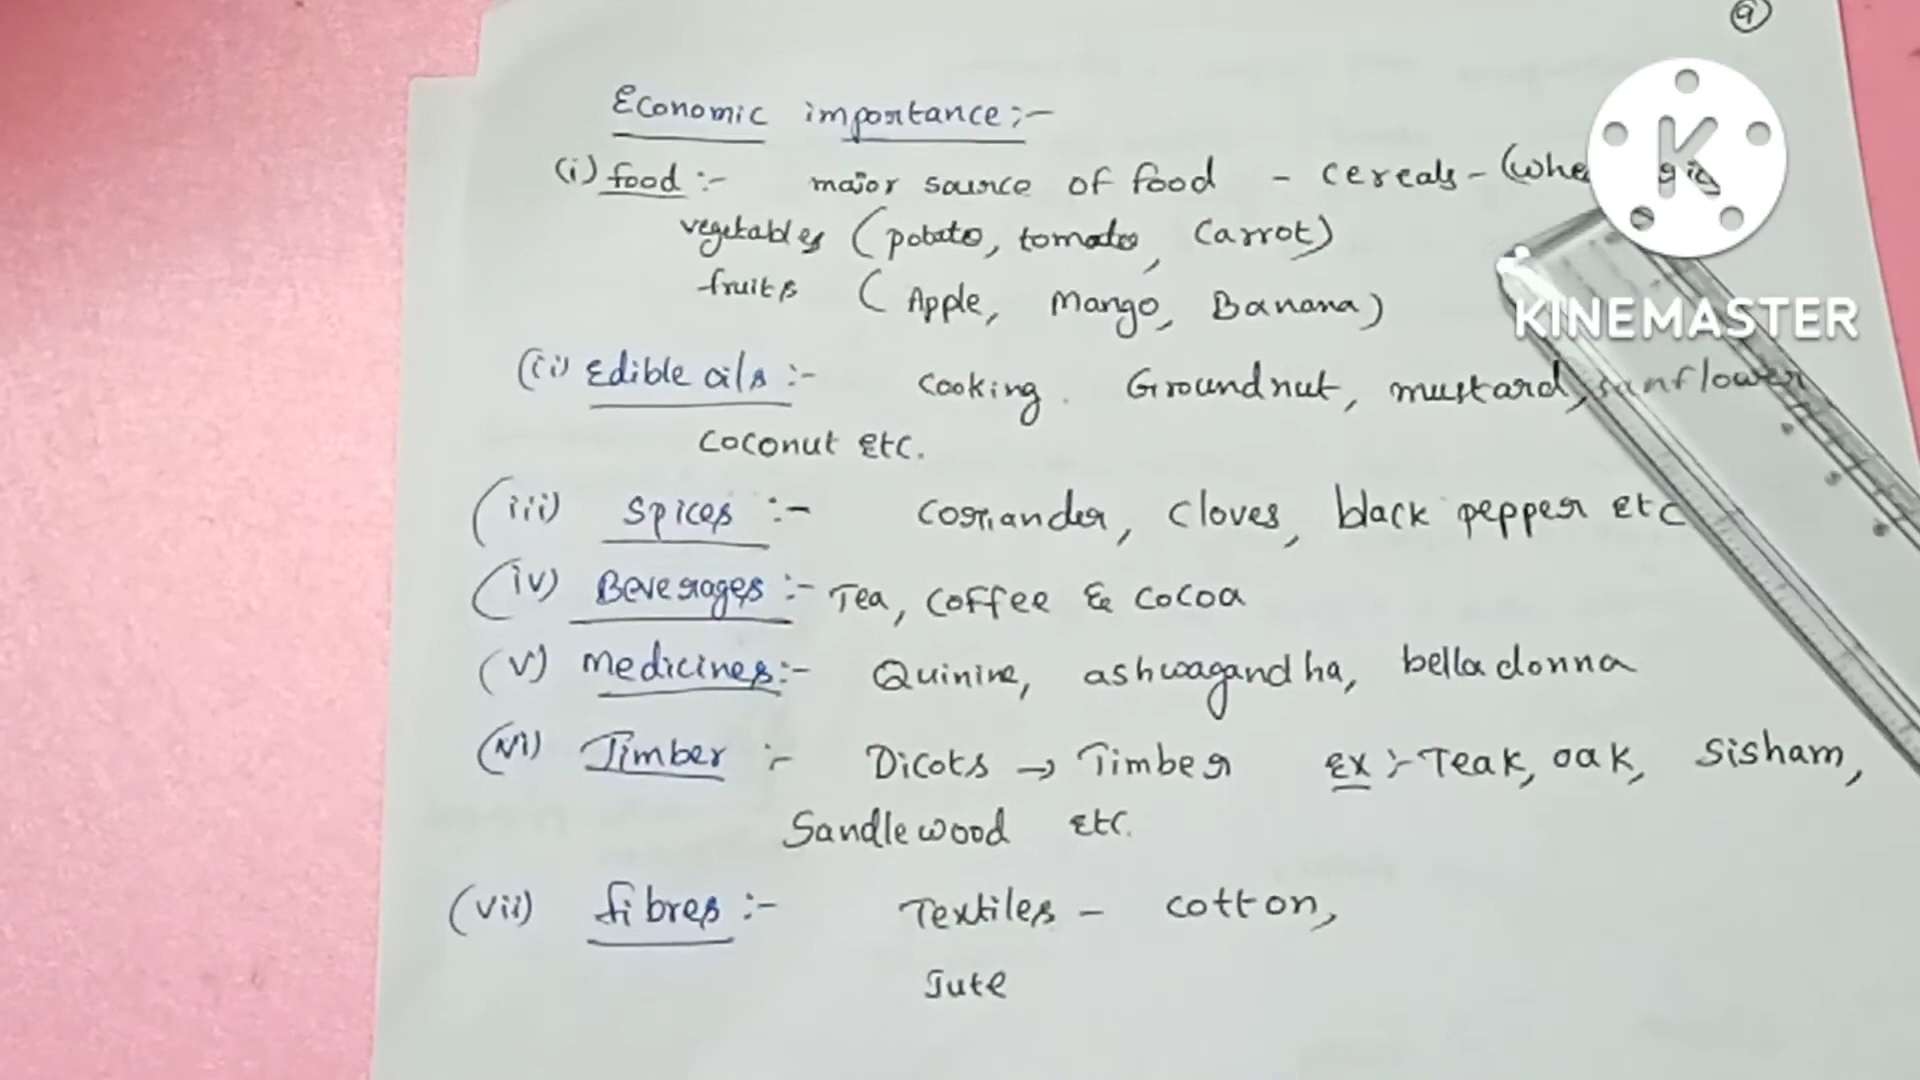 9
Economic importance:-
(i) food :- major source of food - cereals - (
vegetables (potato, tomato, Carrot)
fruits (Apple, Mango, Banana)
(ii) Edible oils :- Cooking. Groundnut, mustard, sunflower
Coconut etc.
(iii) Spices :- Coriander, Cloves, black pepper etc
(iv) Beverages :- Tea, Coffee & Cocoa
(v) Medicines :- Quinine, ashwagandha, belladonna
(vi) Timber :- Dicots → Timber Ex :- Teak, oak, Sisham,
Sandlewood etc.
(vii) fibres :- Textiles - cotton,
Jute
K
KINEMASTER